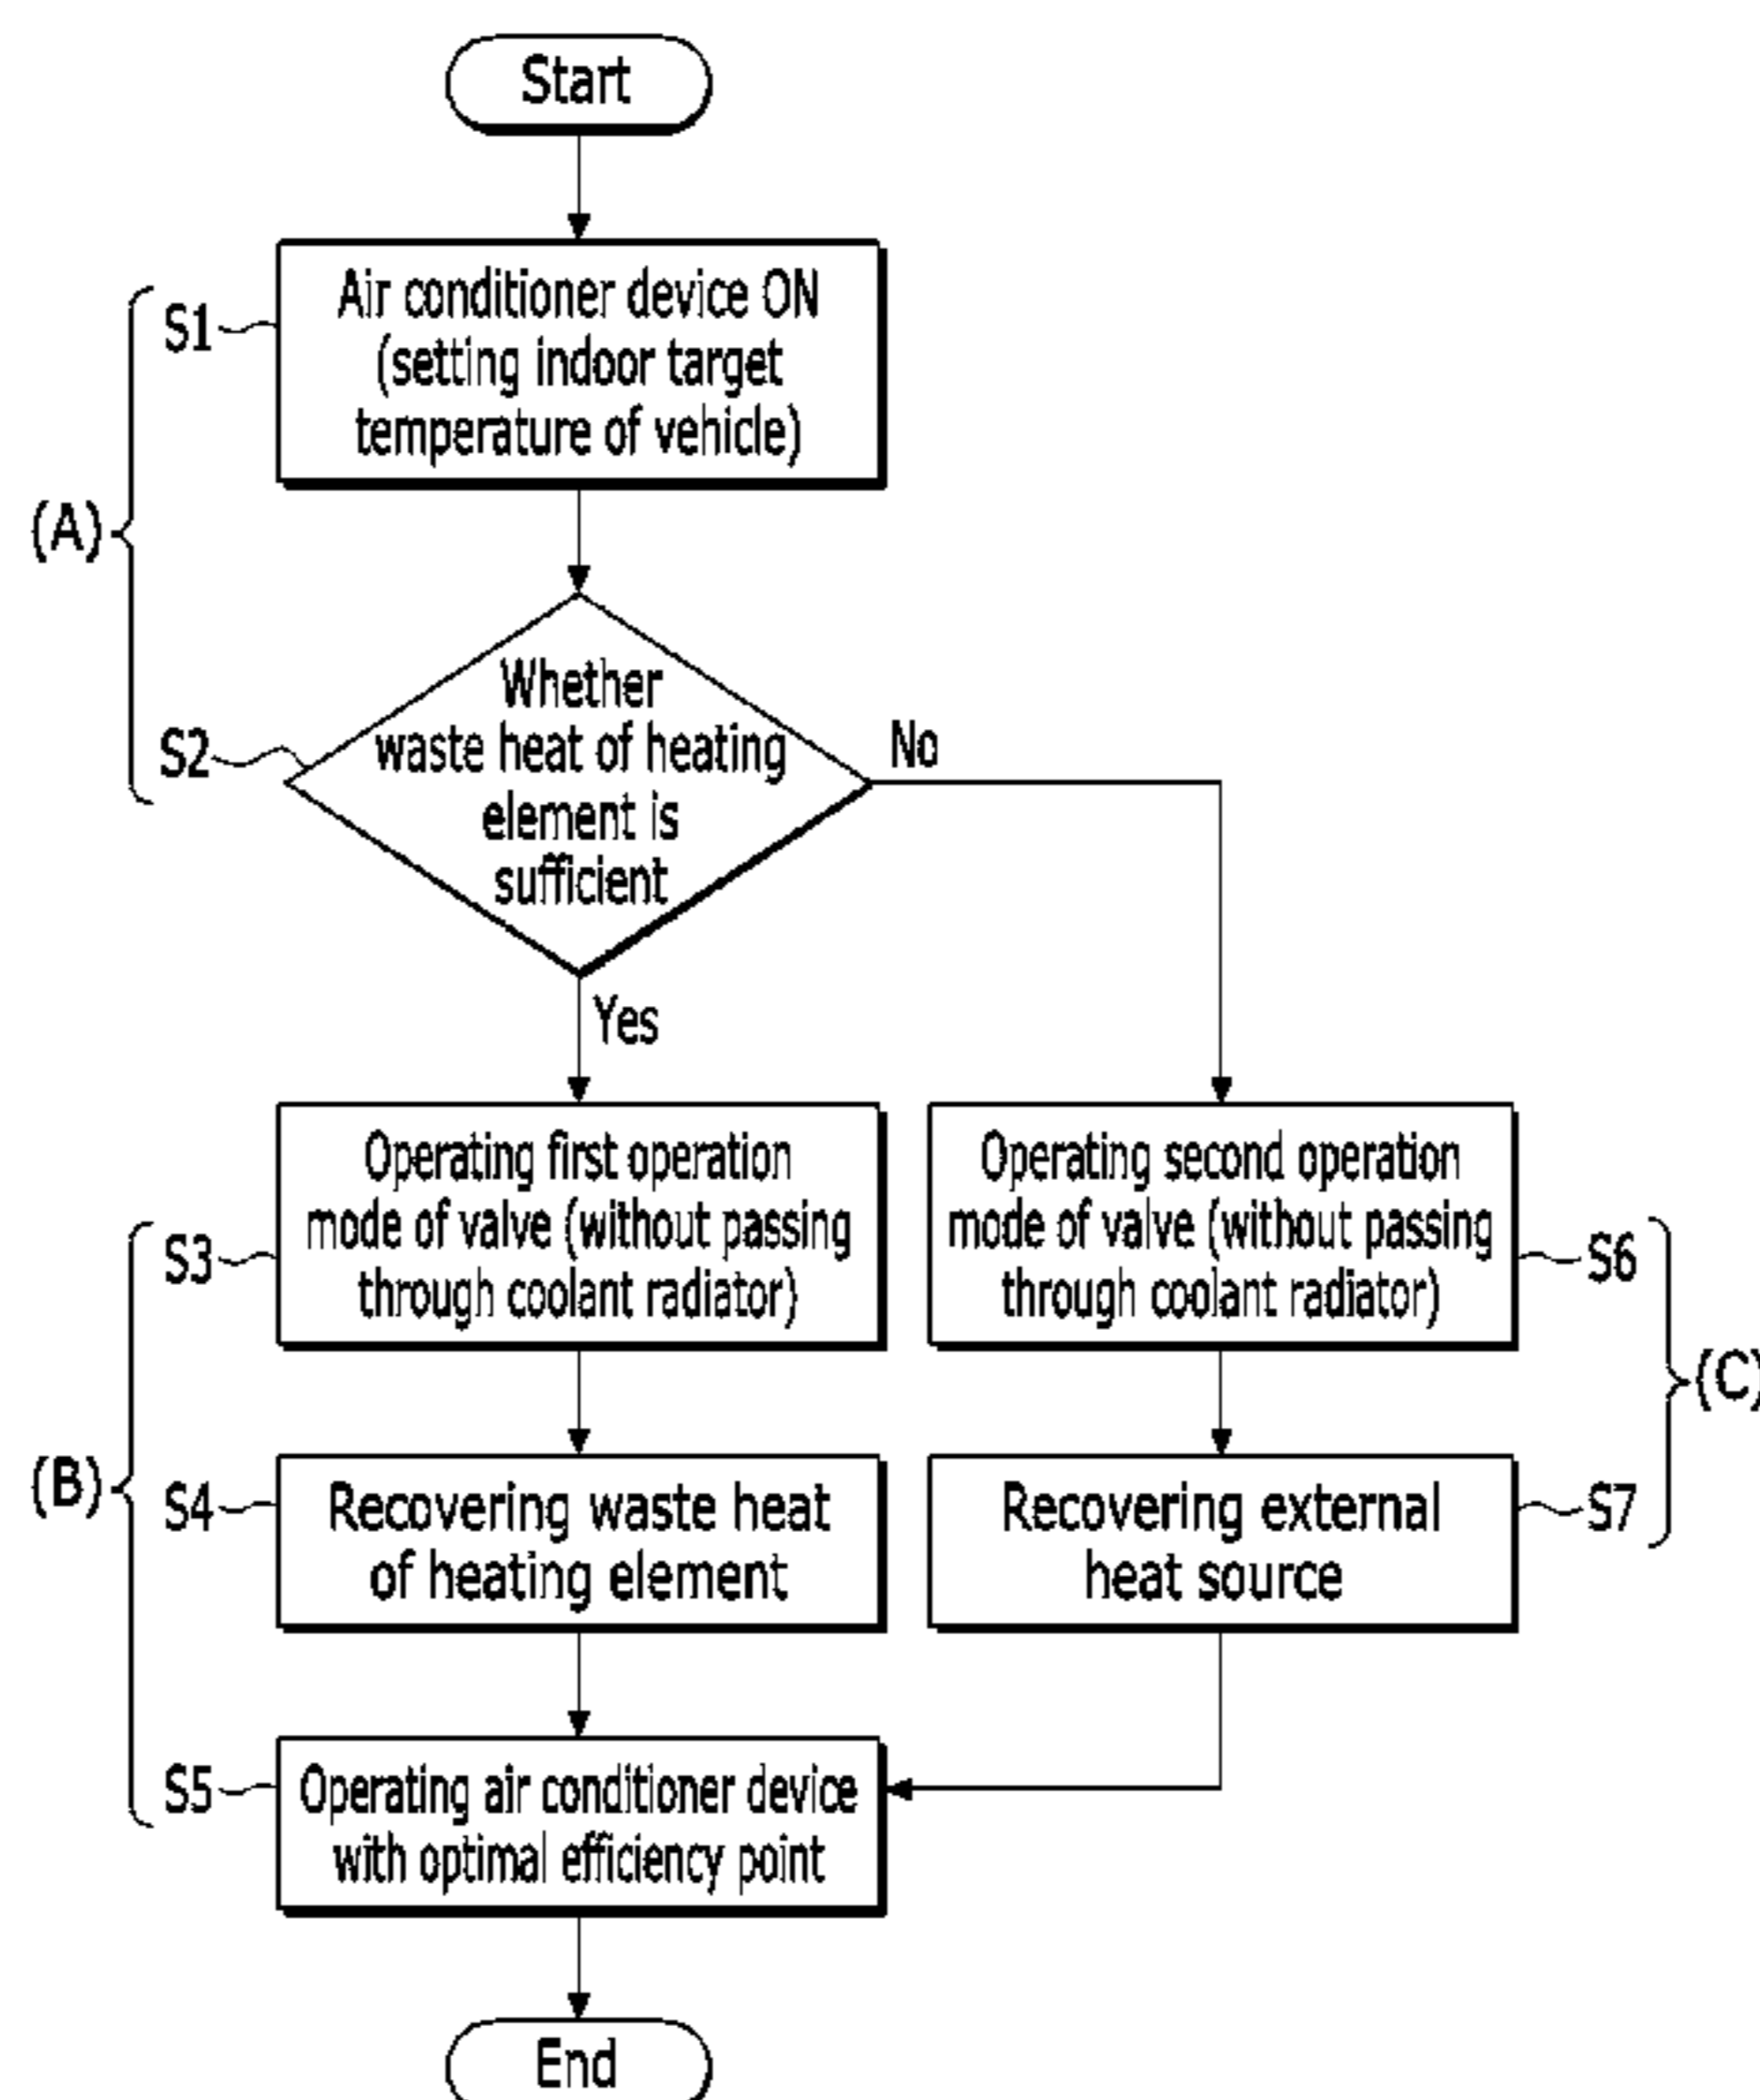 Start
Air conditioner device ON
(setting indoor target
temperature of vehicle)
S1
(A)
Whether
waste heat of heating
element is
sufficient
S2
No
Yes
Operating first operation
mode of valve (without passing
through coolant radiator)
S3
Operating second operation
mode of valve (without passing
through coolant radiator)
S6
(C)
(B)
S4
Recovering waste heat
of heating element
Recovering external
heat source
S7
S5
Operating air conditioner device
with optimal efficiency point
End